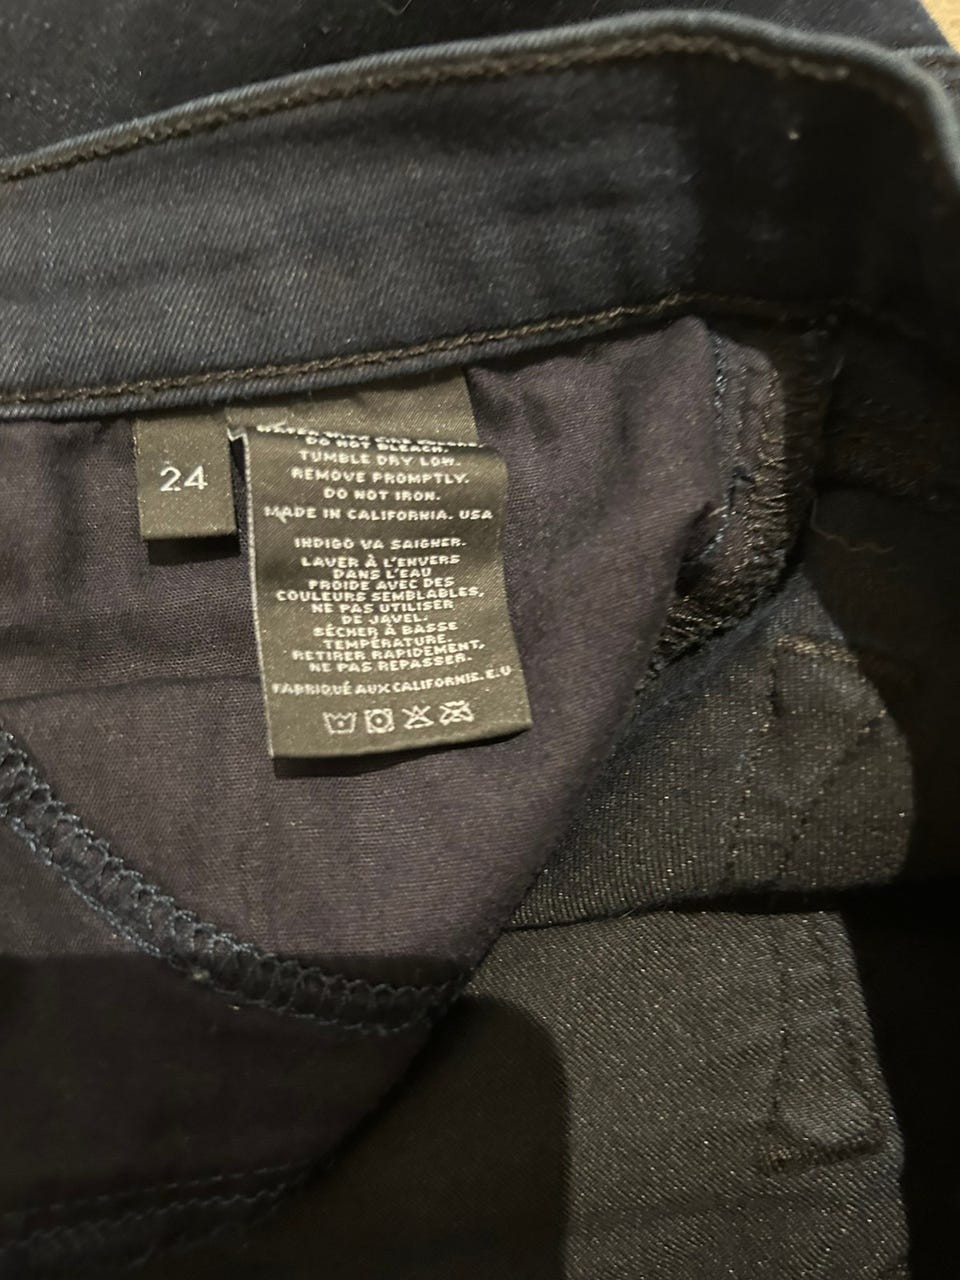 24
DO NOT BLEACH.
TUMBLE DRY LOW.
REMOVE PROMPTLY.
DO NOT IRON.
MADE IN CALIFORNIA. USA
INDIGO VA SAIGNER.
LAVER À L'ENVERS
DANS L'EAU
FROIDE AVEC DES
COULEURS SEMBLABLES,
NE PAS UTILISER
DE JAVEL.
SÉCHER À BASSE
TEMPÉRATURE.
RETIRER RAPIDEMENT,
NE PAS REPASSER.
FABRIQUÉ AUX CALIFORNIE. E.U